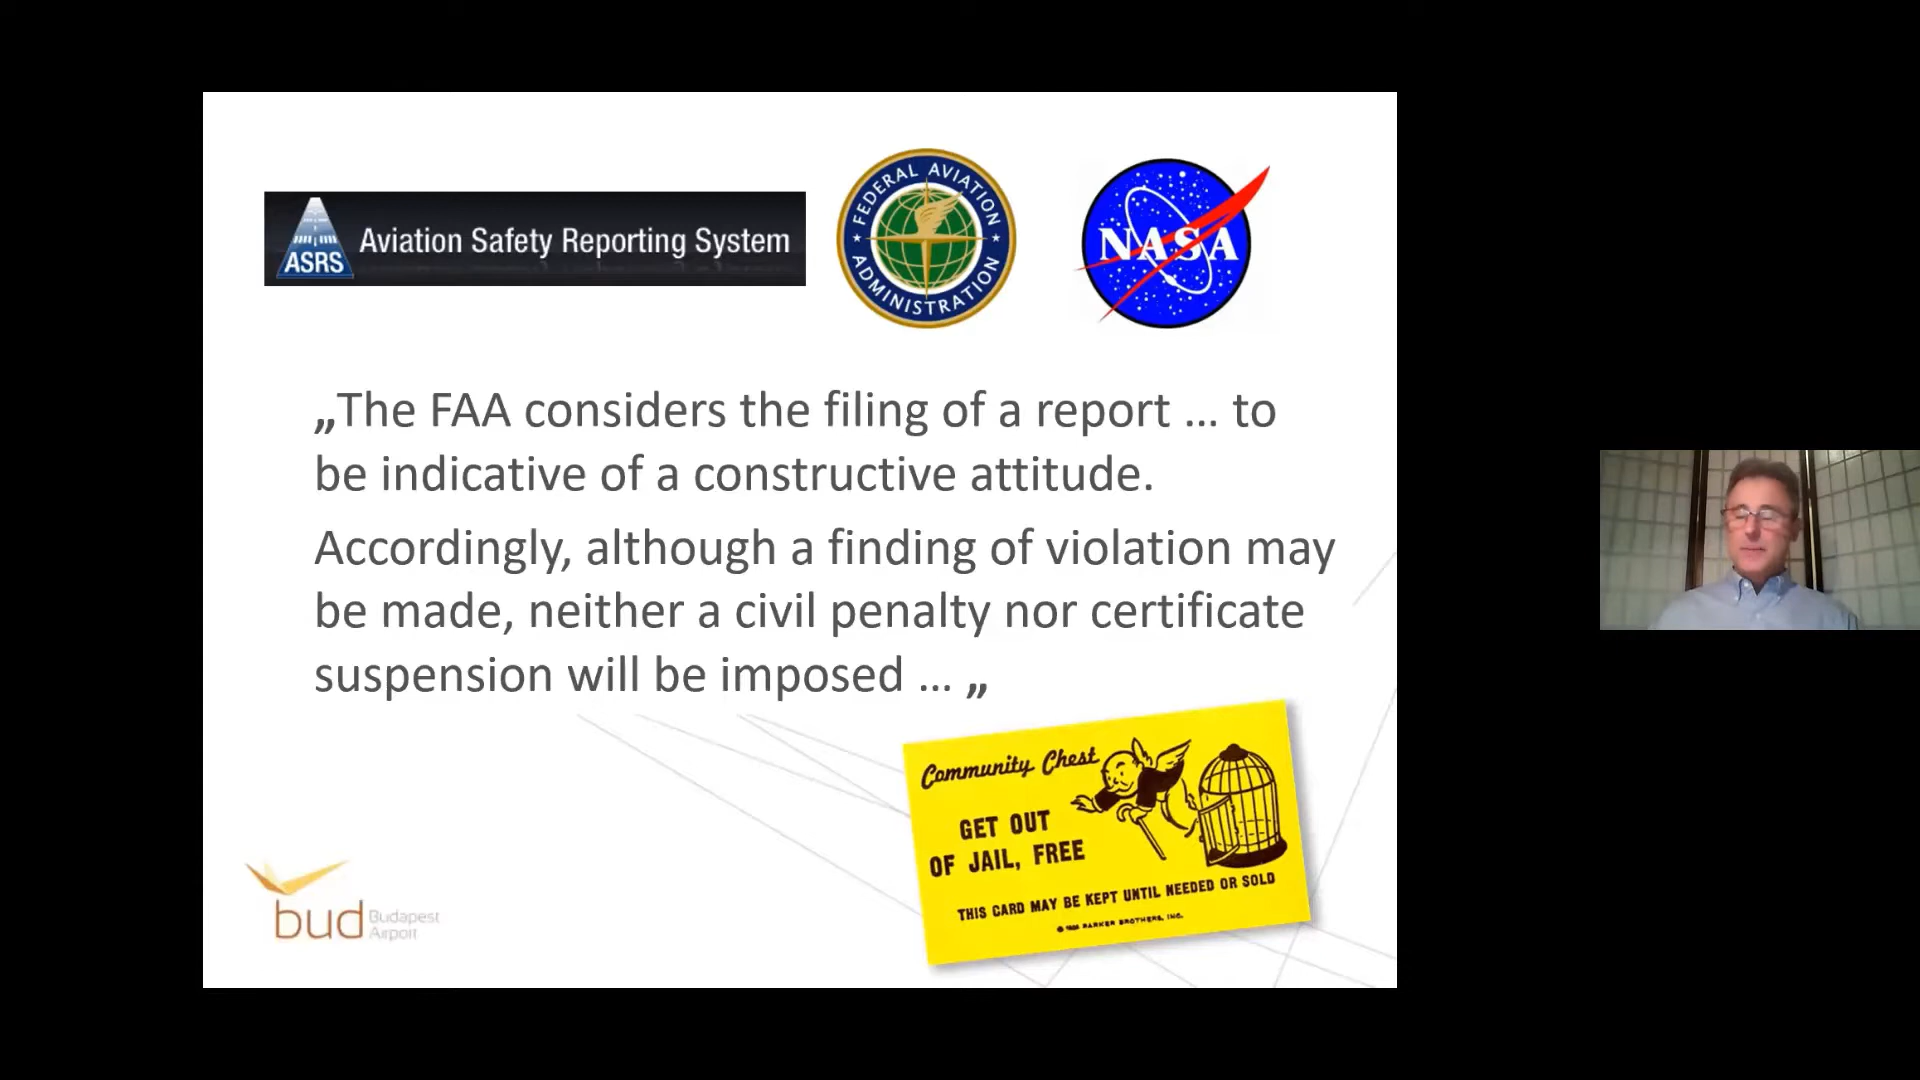 ASRS
Aviation Safety Reporting System
FEDERAL AVIATION
ADMINISTRATION
NASA
„The FAA considers the filing of a report … to
be indicative of a constructive attitude.
Accordingly, although a finding of violation may
be made, neither a civil penalty nor certificate
suspension will be imposed … „
Community Chest
GET OUT
OF JAIL, FREE
THIS CARD MAY BE KEPT UNTIL NEEDED OR SOLD
PARKER BROTHERS, INC.
bud
Budapest
Airport